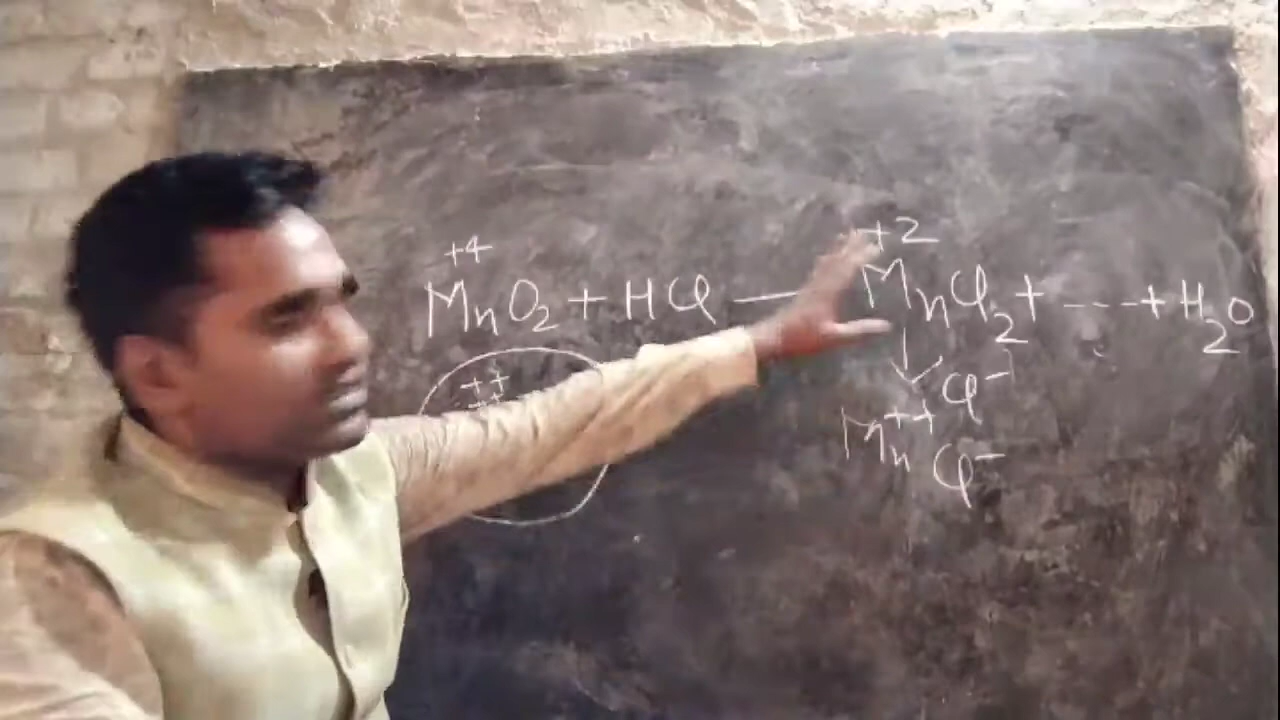 +4 +2
MnO2 + HCl — MnCl2 + --- + H2O
++
Mn++ Cl-
Cl-